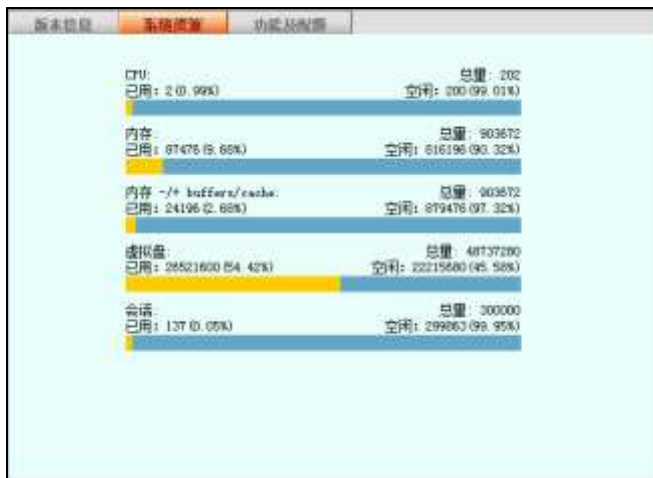 版本信息 系统资源 功能及配额
CPU: 总量: 202
已用: 2(0.99%) 空闲: 200(99.01%)
内存: 总量: 903672
已用: 87476(9.68%) 空闲: 816196(90.32%)
内存 -/+ buffers/cache: 总量: 903672
已用: 24196(2.68%) 空闲: 879476(97.32%)
虚拟盘: 总量: 48737280
已用: 26521600(54.42%) 空闲: 22215680(45.58%)
会话: 总量: 300000
已用: 137(0.05%) 空闲: 299863(99.95%)